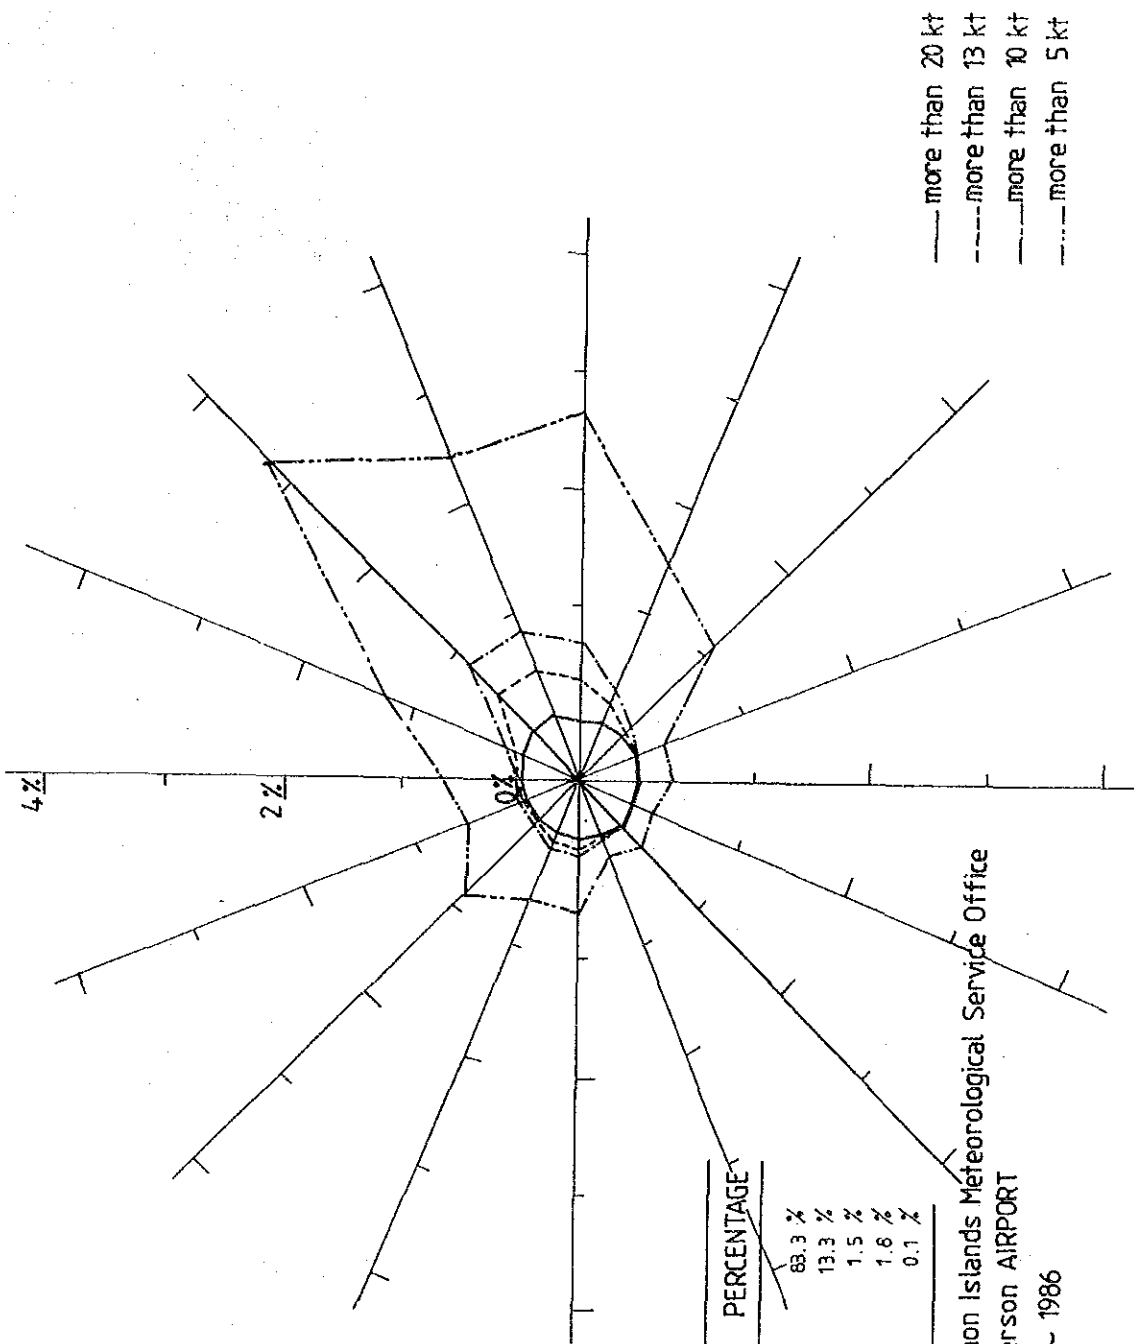 4%
2%
0%
more than 20 kt
more than 13 kt
more than 10 kt
more than 5 kt
PERCENTAGE
83.3 %
13.3 %
1.5 %
1.8 %
0.1 %
on Islands Meteorological Service Office
rson AIRPORT
1986